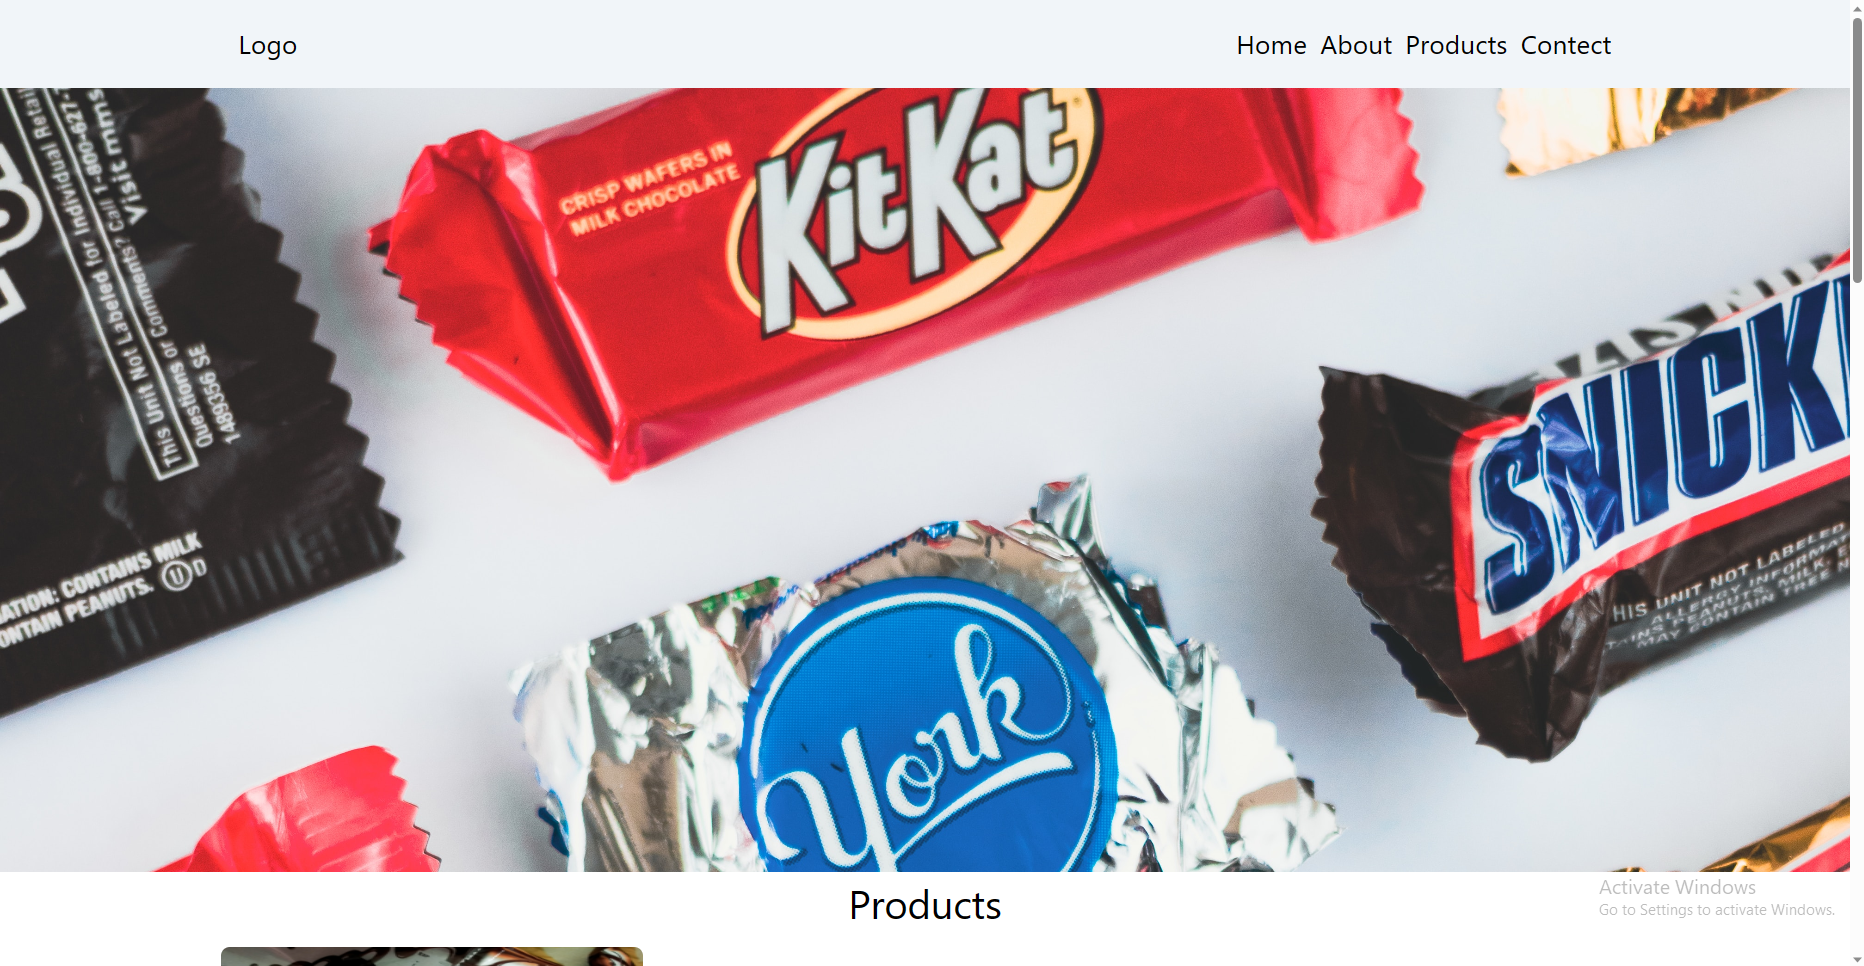 Logo
Home About Products Contect
CRISP WAFERS IN
MILK CHOCOLATE
KitKat
This Unit Not Labeled for Individual Retail
Questions or Comments? Call 1-800-627-
Visit mms
1489356 SE
ATION: CONTAINS MILK
ONTAIN PEANUTS. U D
SNICK
HIS UNIT NOT LABELED
ALLERGY INFORMAT
PEANUTS, MILK,
MAY CONTAIN TREE N
York
Products
Activate Windows
Go to Settings to activate Windows.